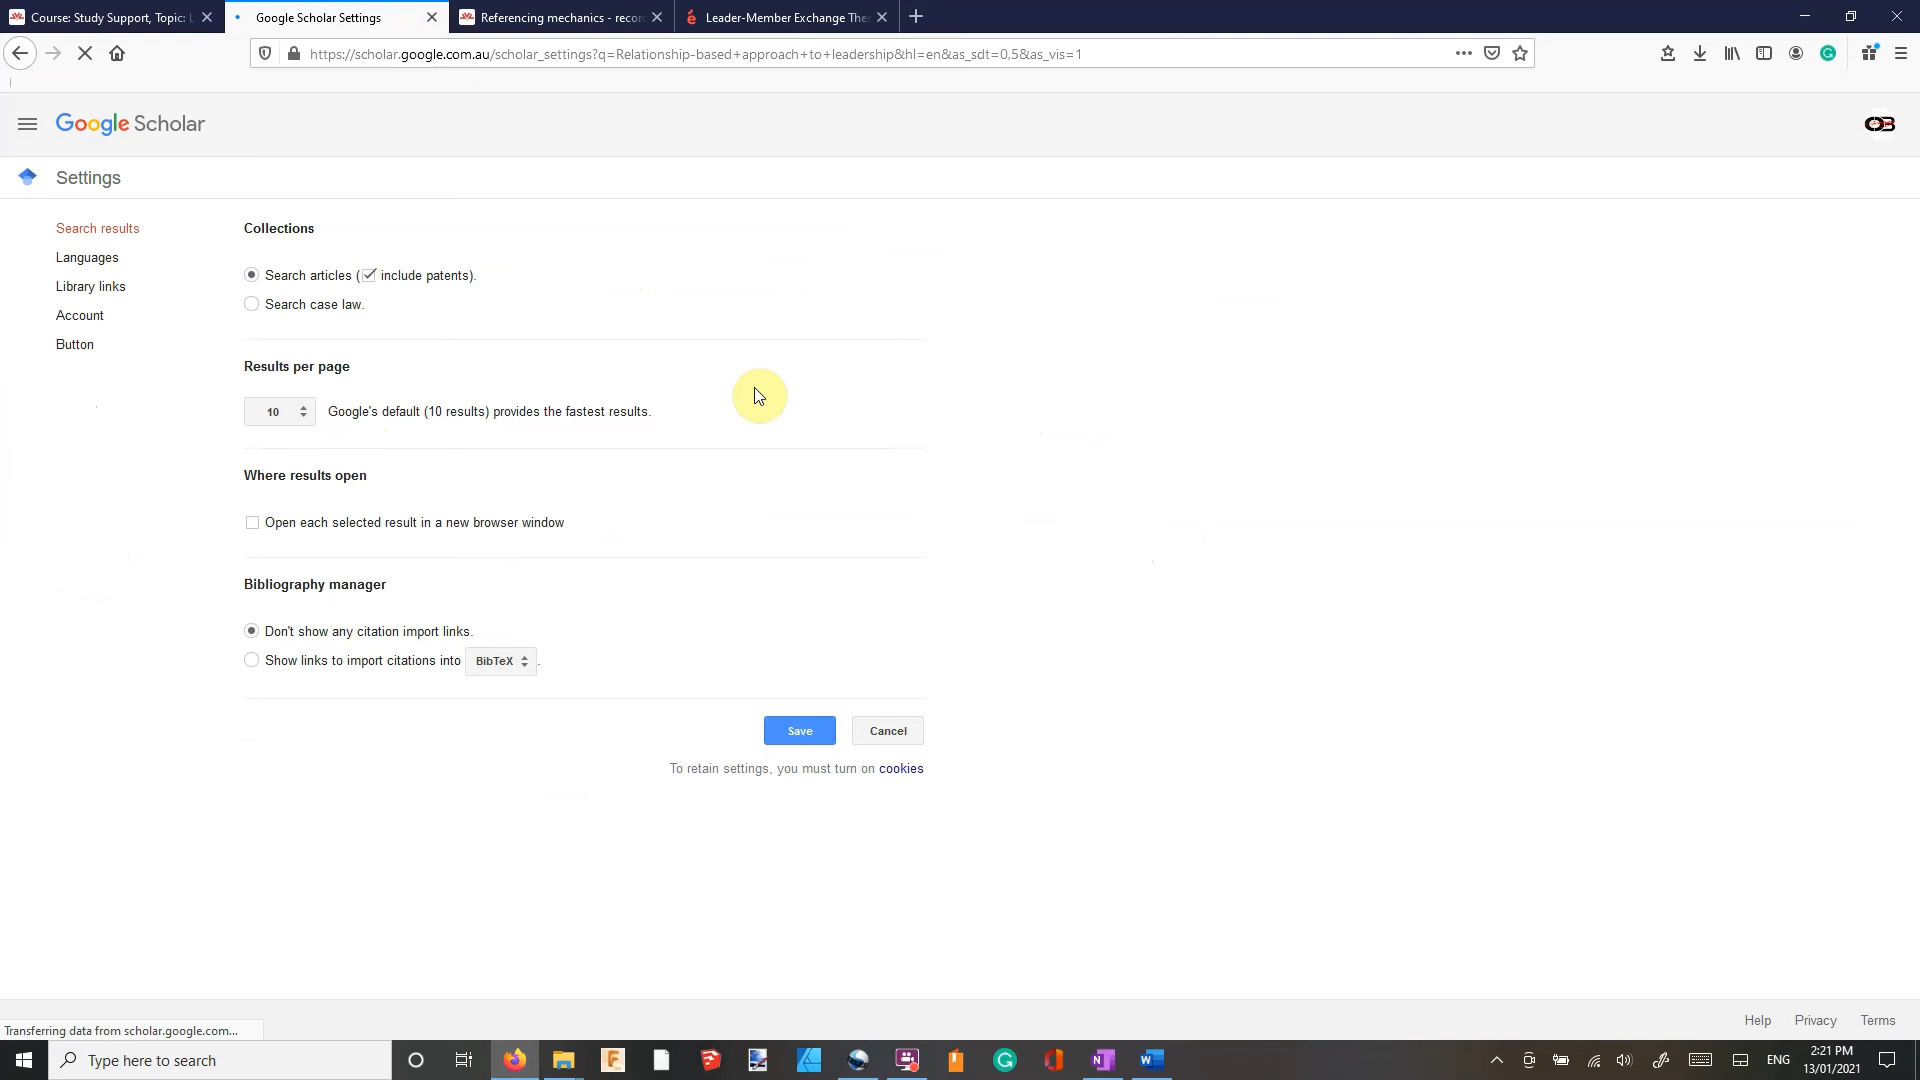 Course: Study Support, Topic: L
Google Scholar Settings
Referencing mechanics - recor
Leader-Member Exchange The
https://scholar.google.com.au/scholar_settings?q=Relationship-based+approach+to+leadership&hl=en&as_sdt=0,5&as_vis=1
Google Scholar
OB
Settings
Search results
Languages
Library links
Account
Button
Collections
Search articles (include patents).
Search case law.
Results per page
10 Google's default (10 results) provides the fastest results.
Where results open
Open each selected result in a new browser window
Bibliography manager
Don't show any citation import links.
Show links to import citations into BibTeX.
Save Cancel
To retain settings, you must turn on cookies
Help Privacy Terms
Transferring data from scholar.google.com...
Type here to search
ENG
2:21 PM
13/01/2021